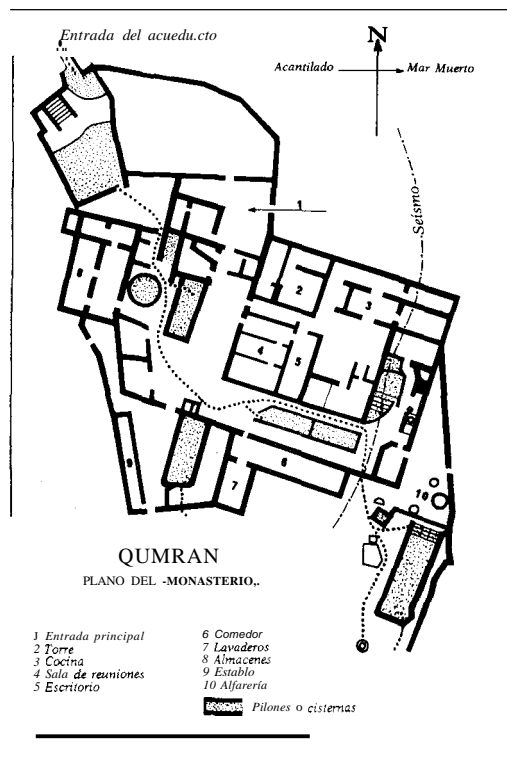 Entrada del acuedu.cto
N
Acantilado Mar Muerto
Seísmo
1
2
3
4
5
6
7
8
9
10
QUMRAN
PLANO DEL -MONASTERIO,.
1 Entrada principal
2 Torre
3 Cocina
4 Sala de reuniones
5 Escritorio
6 Comedor
7 Lavaderos
8 Almacenes
9 Establo
10 Alfarería
Pilones o cisternas